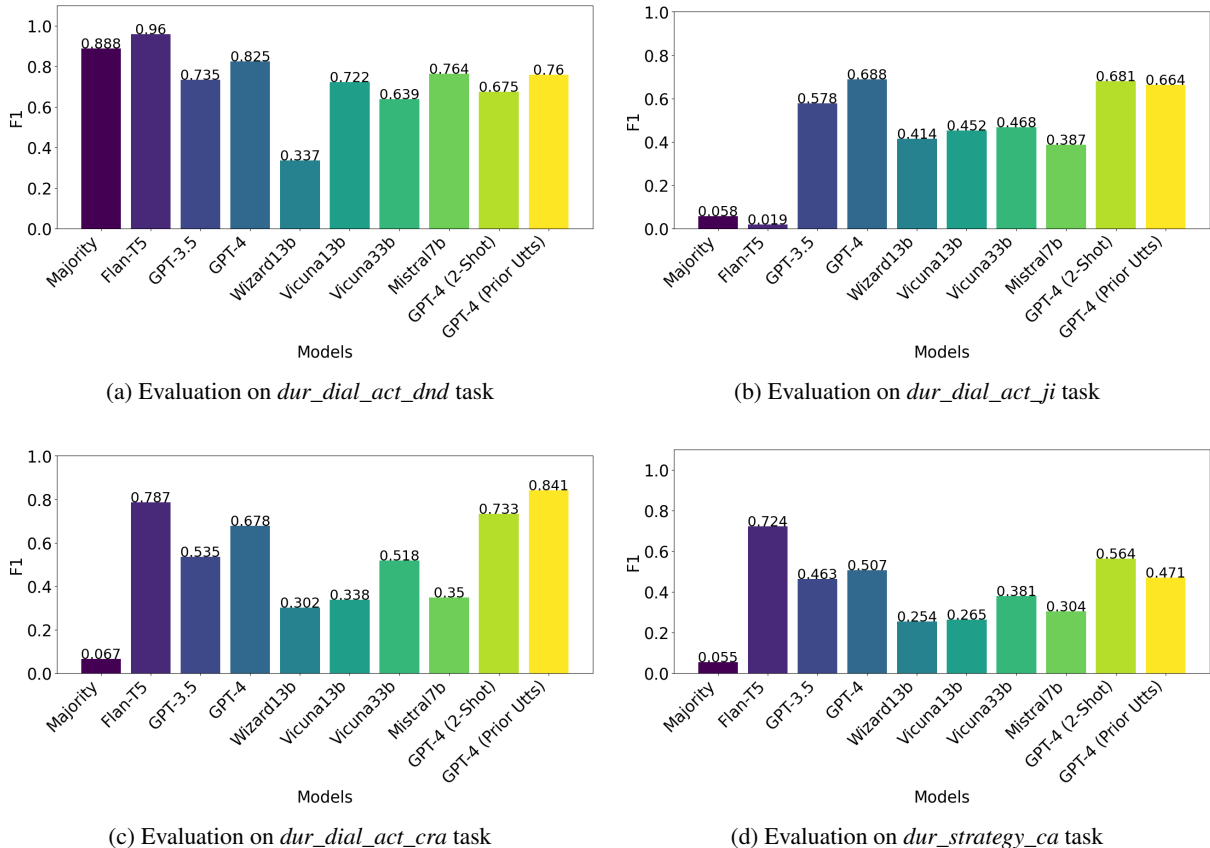 1.0
0.8
0.6
0.4
0.2
0.0
F1
0.888
0.96
0.735
0.825
0.337
0.722
0.639
0.764
0.675
0.76
Majority
Flan-T5
GPT-3.5
GPT-4
Wizard13b
Vicuna13b
Vicuna33b
Mistral7b
GPT-4 (2-Shot)
GPT-4 (Prior Utts)
Models
(a) Evaluation on dur_dial_act_dnd task
1.0
0.8
0.6
0.4
0.2
0.0
F1
0.058
0.019
0.578
0.688
0.414
0.452
0.468
0.387
0.681
0.664
Majority
Flan-T5
GPT-3.5
GPT-4
Wizard13b
Vicuna13b
Vicuna33b
Mistral7b
GPT-4 (2-Shot)
GPT-4 (Prior Utts)
Models
(b) Evaluation on dur_dial_act_ji task
1.0
0.8
0.6
0.4
0.2
0.0
F1
0.067
0.787
0.535
0.678
0.302
0.338
0.518
0.35
0.733
0.841
Majority
Flan-T5
GPT-3.5
GPT-4
Wizard13b
Vicuna13b
Vicuna33b
Mistral7b
GPT-4 (2-Shot)
GPT-4 (Prior Utts)
Models
(c) Evaluation on dur_dial_act_cra task
1.0
0.8
0.6
0.4
0.2
0.0
F1
0.055
0.724
0.463
0.507
0.254
0.265
0.381
0.304
0.564
0.471
Majority
Flan-T5
GPT-3.5
GPT-4
Wizard13b
Vicuna13b
Vicuna33b
Mistral7b
GPT-4 (2-Shot)
GPT-4 (Prior Utts)
Models
(d) Evaluation on dur_strategy_ca task